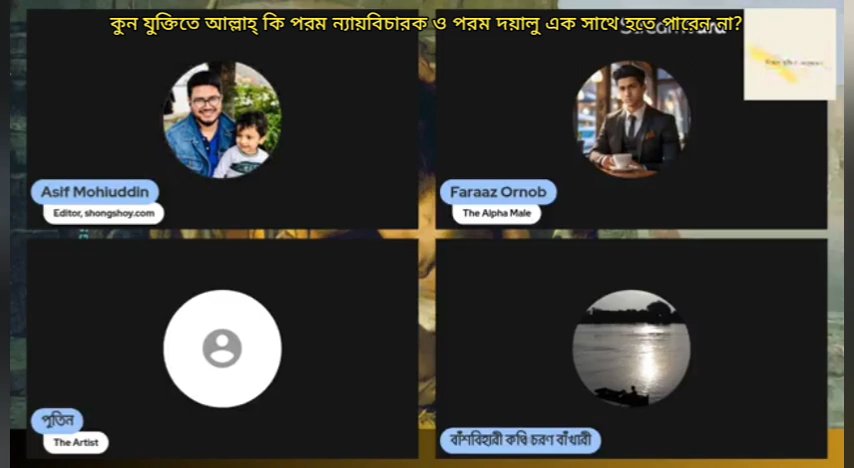 কুন যুক্তিতে আল্লাহ্ কি পরম ন্যায়বিচারক ও পরম দয়ালু এক সাথে হতে পারেন না?
Asif Mohiuddin
Editor, shongshoy.com
Faraaz Ornob
The Alpha Male
পুতিন
The Artist
বাঁশবিহারী কঞ্চি চরণ বাঁখারী